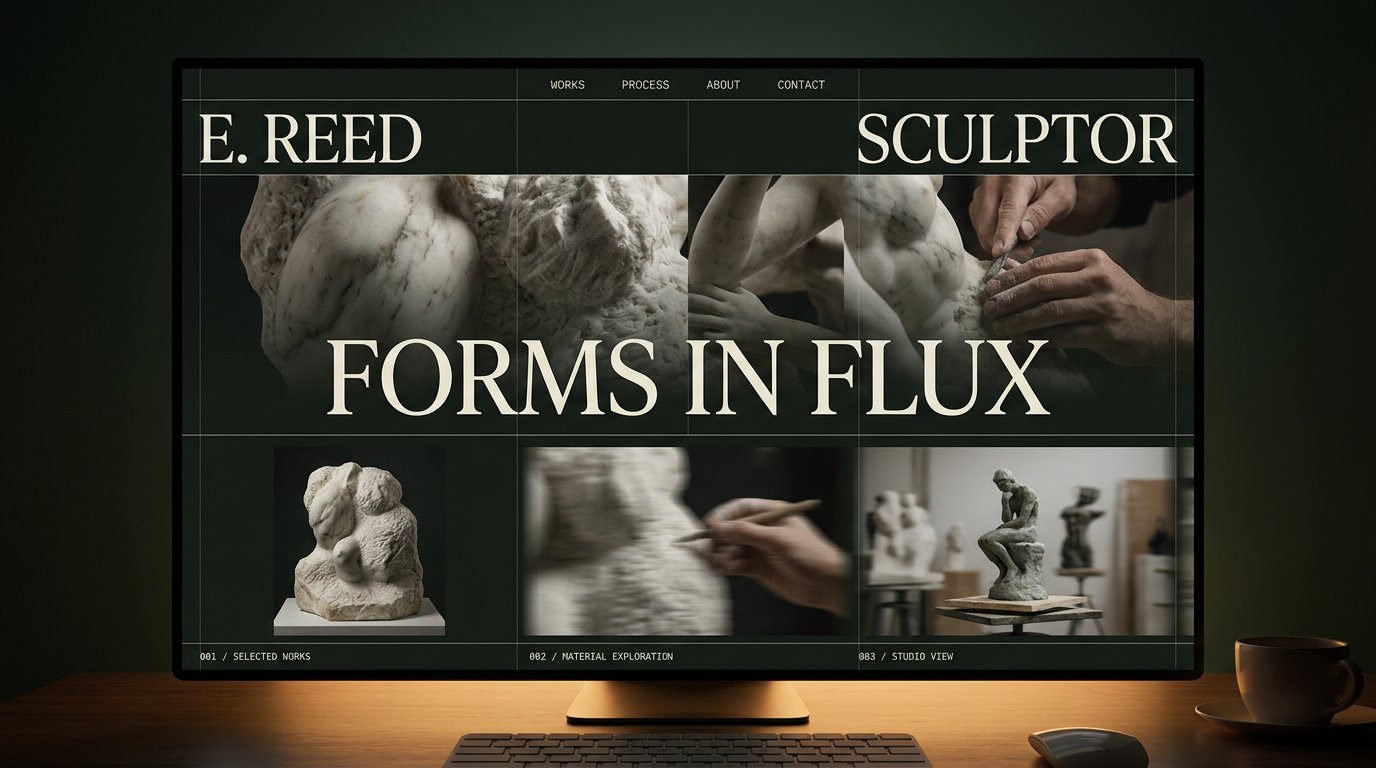 WORKS PROCESS ABOUT CONTACT
E. REED SCULPTOR
FORMS IN FLUX
001 / SELECTED WORKS
002 / MATERIAL EXPLORATION
003 / STUDIO VIEW